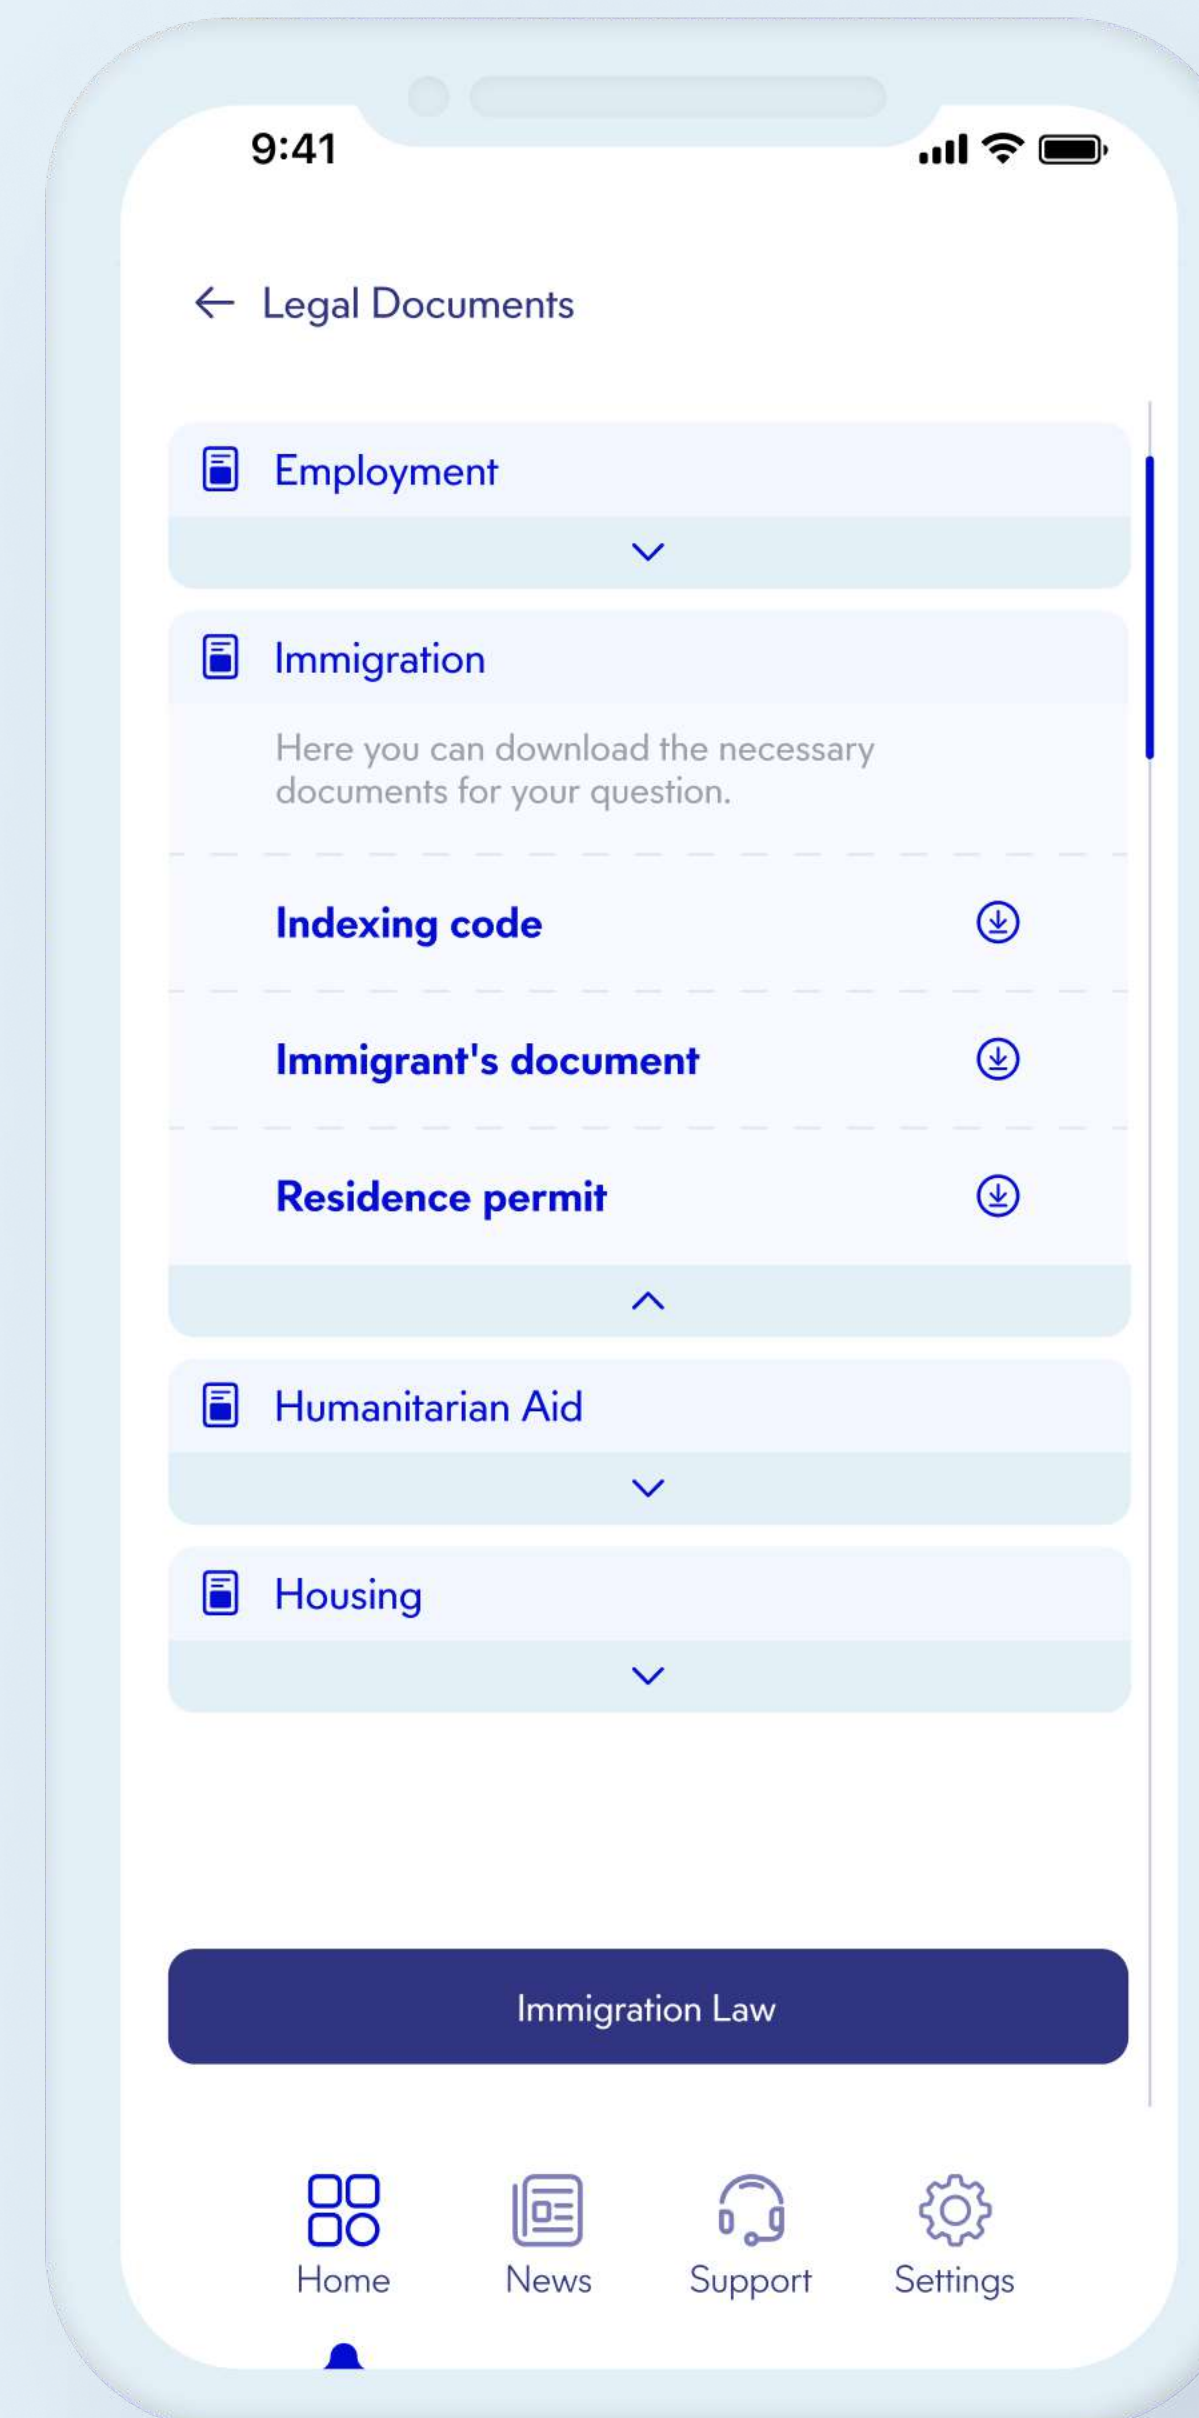 9:41
Legal Documents
Employment
Immigration
Here you can download the necessary
documents for your question.
Indexing code
Immigrant's document
Residence permit
Humanitarian Aid
Housing
Immigration Law
Home News Support Settings